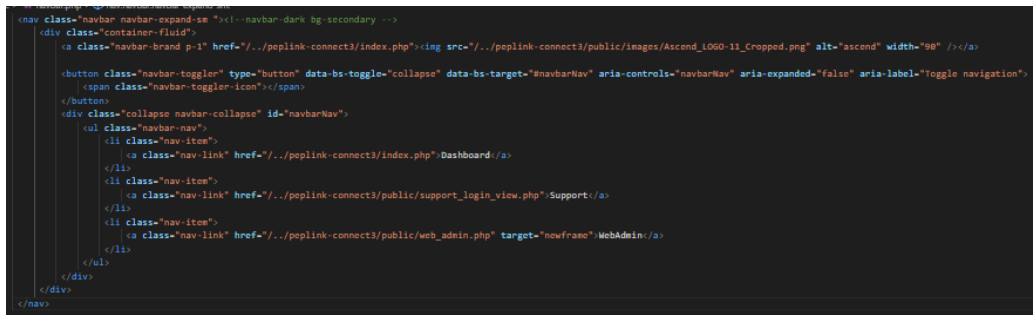 <nav class="navbar navbar-expand-sm "><!--navbar-dark bg-secondary -->
<div class="container-fluid">
<a class="navbar-brand p-1" href="/../peplink-connect3/index.php"><img src="/../peplink-connect3/public/images/Ascend_LOGO-11_Cropped.png" alt="ascend" width="90" /></a>
<button class="navbar-toggler" type="button" data-bs-toggle="collapse" data-bs-target="#navbarNav" aria-controls="navbarNav" aria-expanded="false" aria-label="Toggle navigation">
<span class="navbar-toggler-icon"></span>
</button>
<div class="collapse navbar-collapse" id="navbarNav">
<ul class="navbar-nav">
<li class="nav-item">
<a class="nav-link" href="/../peplink-connect3/index.php">Dashboard</a>
</li>
<li class="nav-item">
<a class="nav-link" href="/../peplink-connect3/public/support_login_view.php">Support</a>
</li>
<li class="nav-item">
<a class="nav-link" href="/../peplink-connect3/public/web_admin.php" target="newframe">WebAdmin</a>
</li>
</ul>
</div>
</div>
</nav>